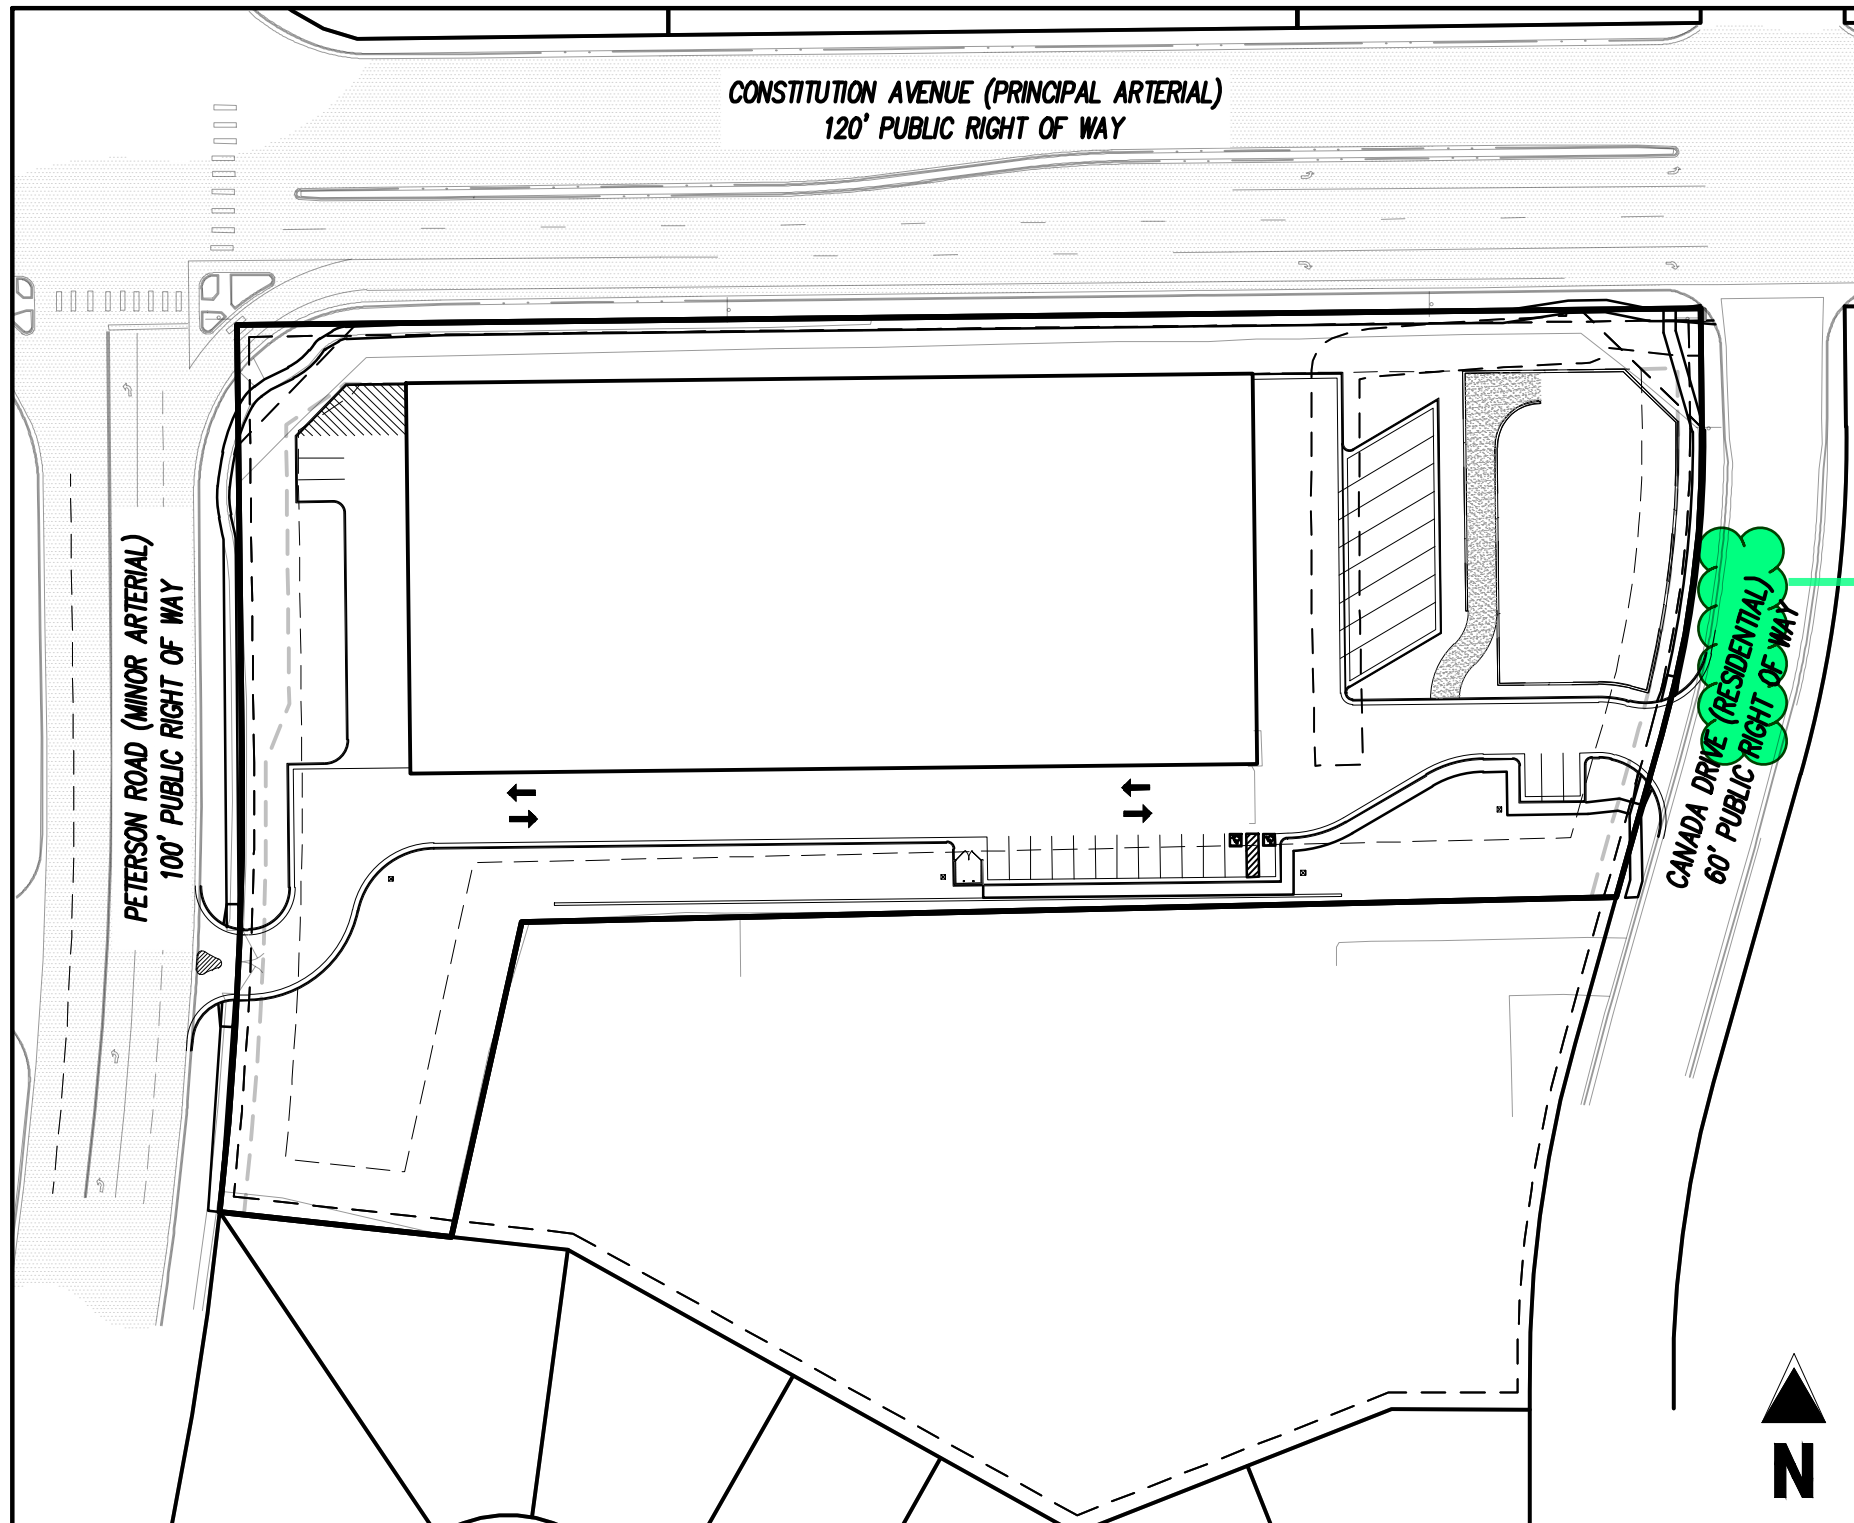 CONSTITUTION AVENUE (PRINCIPAL ARTERIAL)
120' PUBLIC RIGHT OF WAY
PETERSON ROAD (MINOR ARTERIAL)
100' PUBLIC RIGHT OF WAY
CANADA DRIVE (RESIDENTIAL)
60' PUBLIC RIGHT OF WAY
N